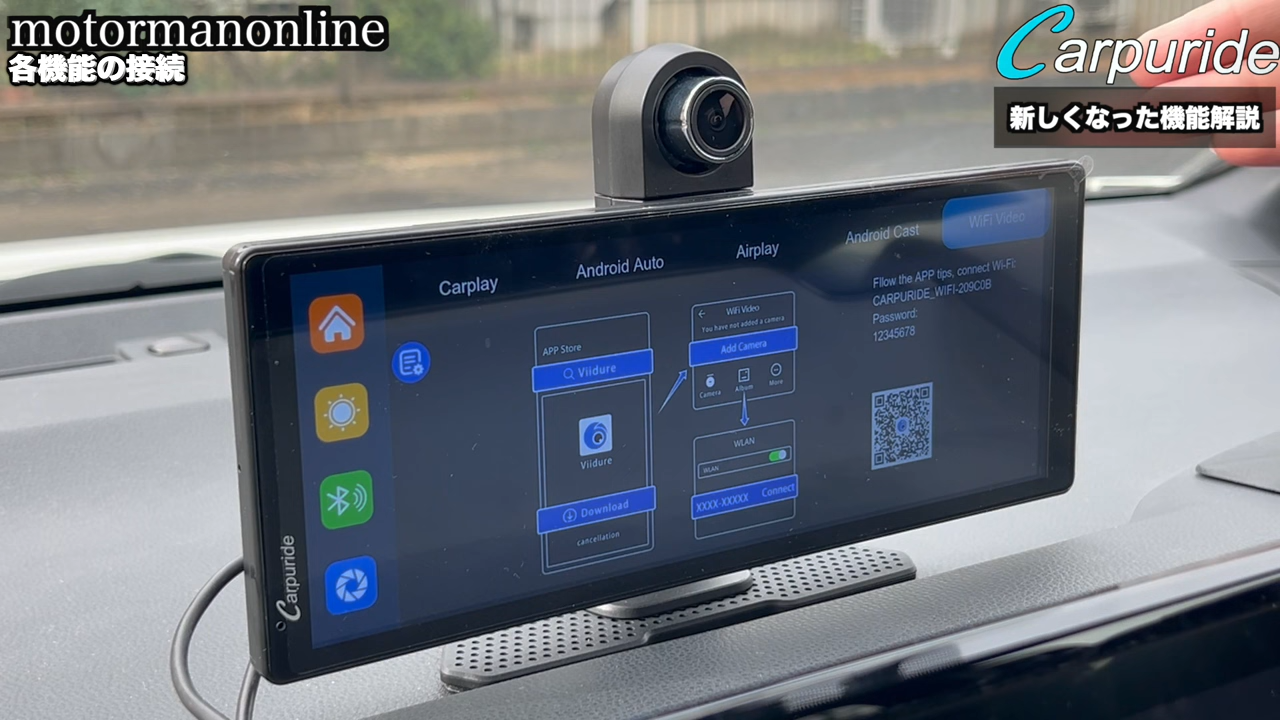 motormanonline
各機能の接続
Carpuride
新しくなった機能解説
Carplay
Android Auto
Airplay
Android Cast
WiFi Video
APP Store
Viidure
Viidure
Download
cancellation
WiFi Video
You have not added a camera
Add Camera
Camera
Album
More
WLAN
WLAN
XXXX-XXXXX Connect
Fllow the APP tips, connect Wi-Fi:
CARPURIDE_WIFI-209C0B
Password:
12345678
Carpuride